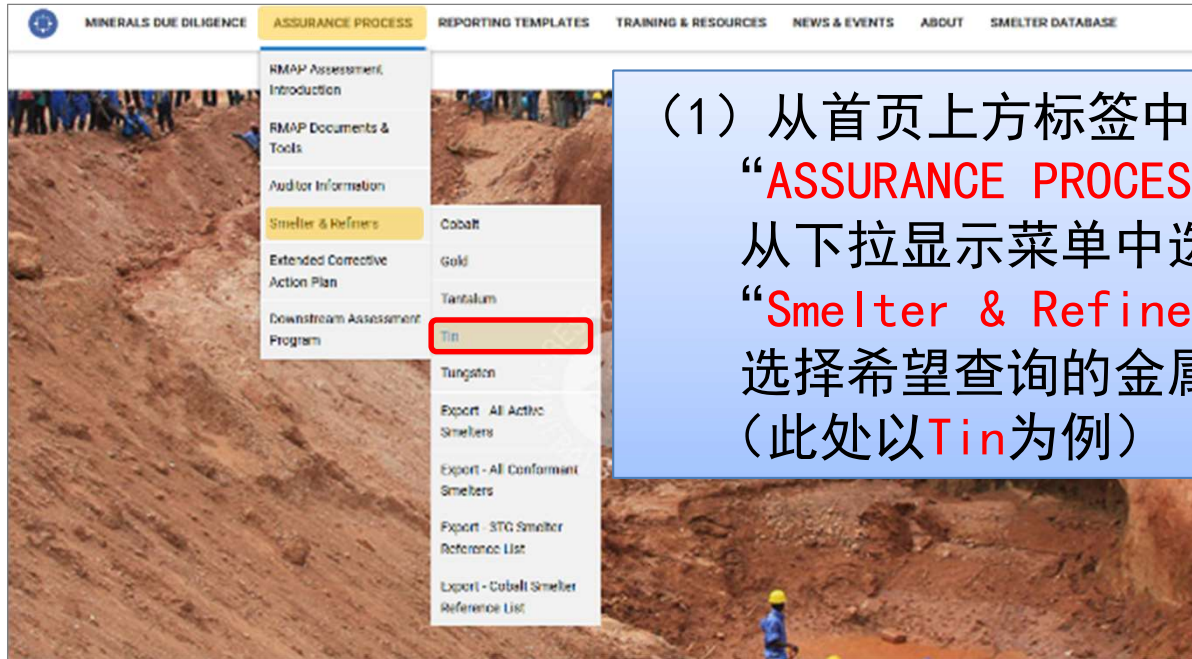 MINERALS DUE DILIGENCE ASSURANCE PROCESS REPORTING TEMPLATES TRAINING & RESOURCES NEWS & EVENTS ABOUT SMELTER DATABASE
RMAP Assessment
Introduction
RMAP Documents &
Tools
Auditor Information
Smelter & Refiners
Extended Corrective
Action Plan
Downstream Assessment
Program
Cobalt
Gold
Tantalum
Tin
Tungsten
Export - All Active
Smelters
Export - All Conformant
Smelters
Export - 3TG Smelter
Reference List
Export - Cobalt Smelter
Reference List
（1）从首页上方标签中
“ASSURANCE PROCES
从下拉显示菜单中选
“Smelter & Refine
选择希望查询的金属
（此处以Tin为例）